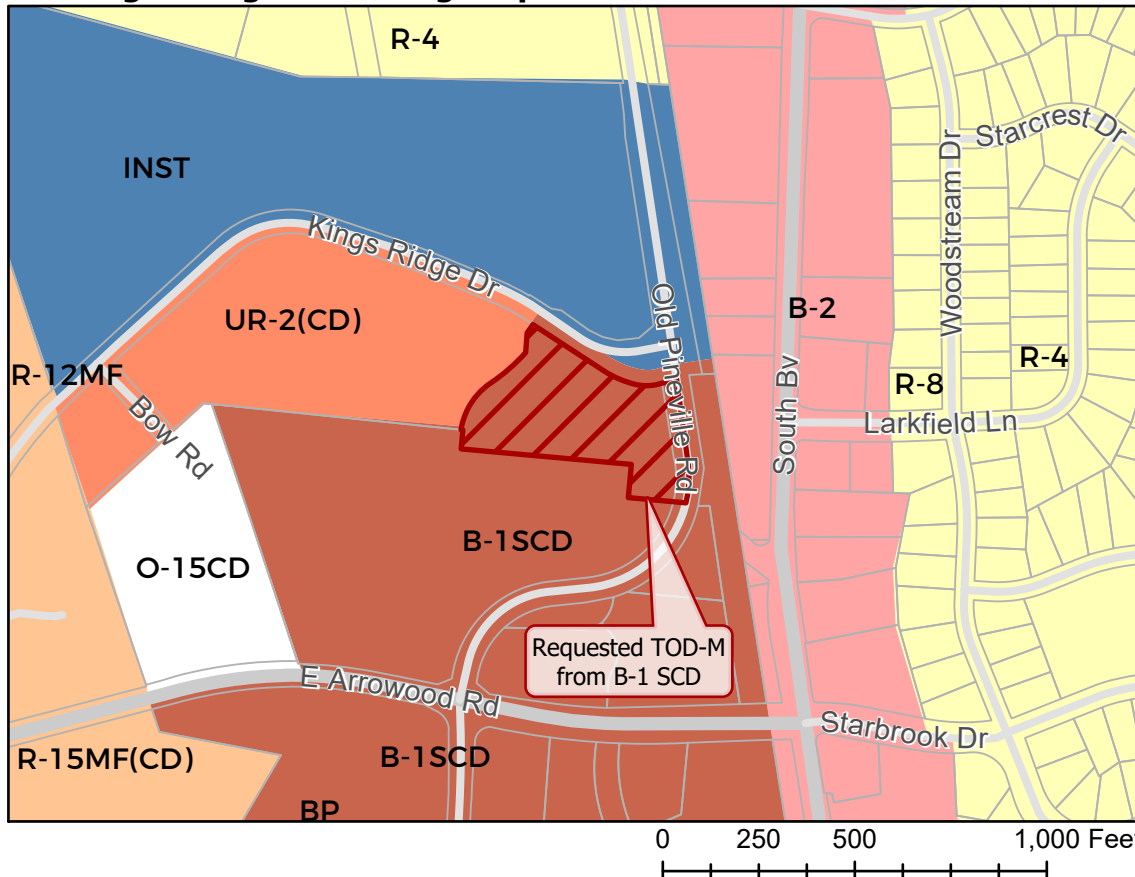 R-4
Starcrest Dr
INST
Woodstream Dr
Kings Ridge Dr
Old Pineville Rd
UR-2(CD)
B-2
R-4
R-12MF
R-8
Bow Rd
Larkfield Ln
South Bv
B-1SCD
O-15CD
Requested TOD-M
from B-1 SCD
E Arrowood Rd
Starbrook Dr
R-15MF(CD)
B-1SCD
BP
0 250 500 1,000 Fee